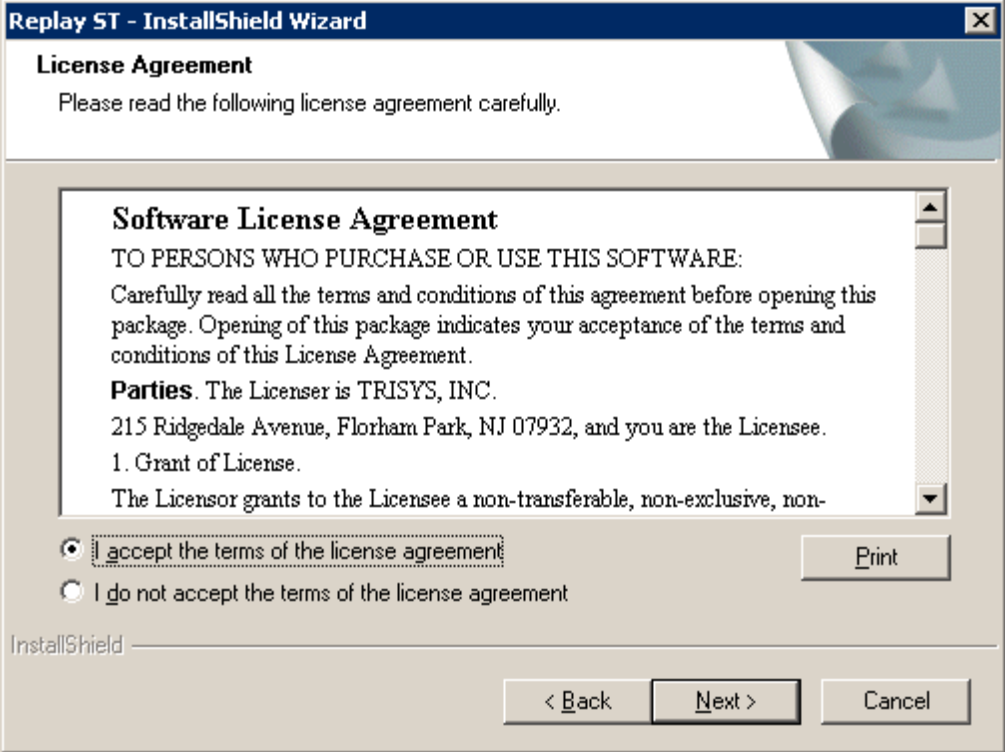 Replay ST - InstallShield Wizard
License Agreement
Please read the following license agreement carefully.
Software License Agreement
TO PERSONS WHO PURCHASE OR USE THIS SOFTWARE:
Carefully read all the terms and conditions of this agreement before opening this
package. Opening of this package indicates your acceptance of the terms and
conditions of this License Agreement.
Parties. The Licenser is TRISYS, INC.
215 Ridgedale Avenue, Florham Park, NJ 07932, and you are the Licensee.
1. Grant of License.
The Licensor grants to the Licensee a non-transferable, non-exclusive, non-
I accept the terms of the license agreement
Print
I do not accept the terms of the license agreement
InstallShield
< Back
Next >
Cancel